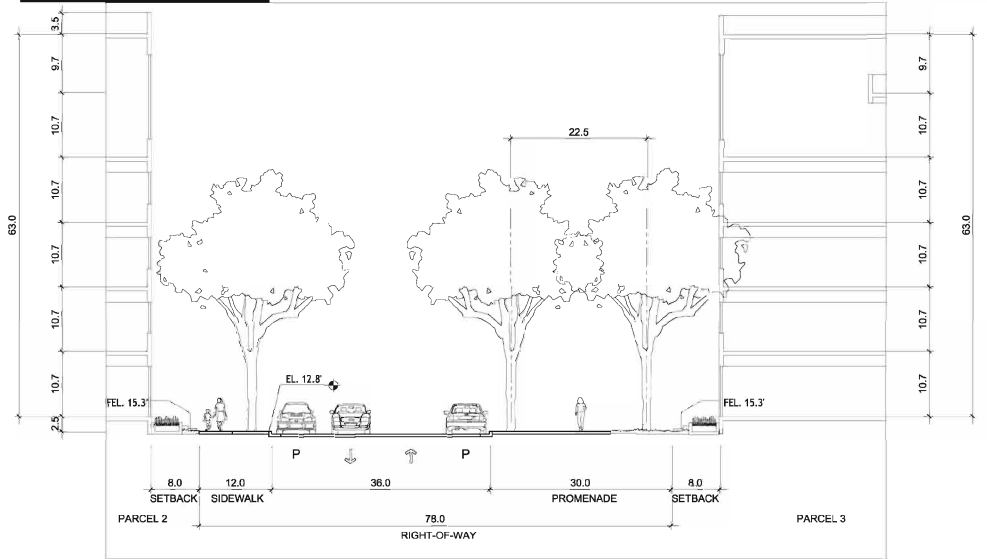 3.5
9.7
10.7
10.7
10.7
10.7
10.7
2.5
63.0
22.5
9.7
10.7
10.7
10.7
10.7
10.7
63.0
EL. 12.8'
FEL. 15.3'
FEL. 15.3'
P
P
8.0
12.0
36.0
30.0
8.0
SETBACK
SIDEWALK
PROMENADE
SETBACK
PARCEL 2
78.0
PARCEL 3
RIGHT-OF-WAY